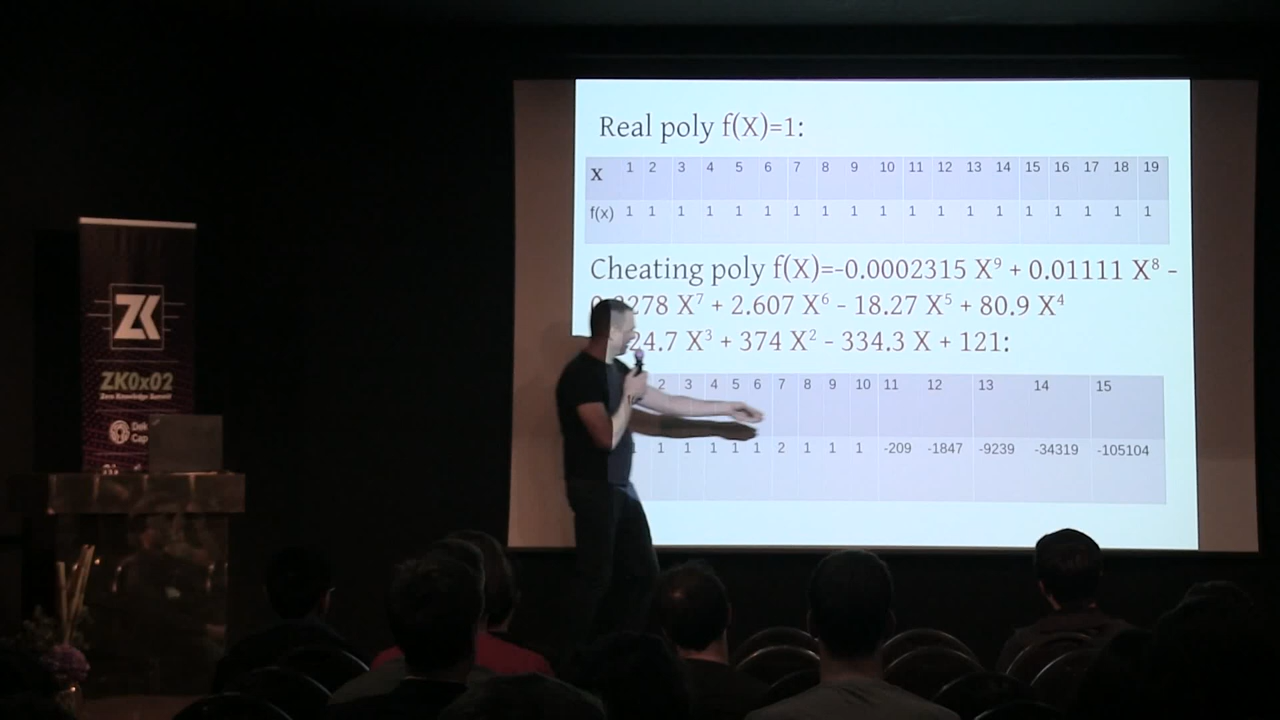 Real poly f(X)=1:
x 1 2 3 4 5 6 7 8 9 10 11 12 13 14 15 16 17 18 19
f(x) 1 1 1 1 1 1 1 1 1 1 1 1 1 1 1 1 1 1 1
Cheating poly f(X)=-0.0002315 X⁹ + 0.01111 X⁸ -
278 X⁷ + 2.607 X⁶ - 18.27 X⁵ + 80.9 X⁴
24.7 X³ + 374 X² - 334.3 X + 121:
2 3 4 5 6 7 8 9 10 11 12 13 14 15
1 1 1 1 1 2 1 1 1 -209 -1847 -9239 -34319 -105104
ZK
ZK0x02
Zero Knowledge Summit